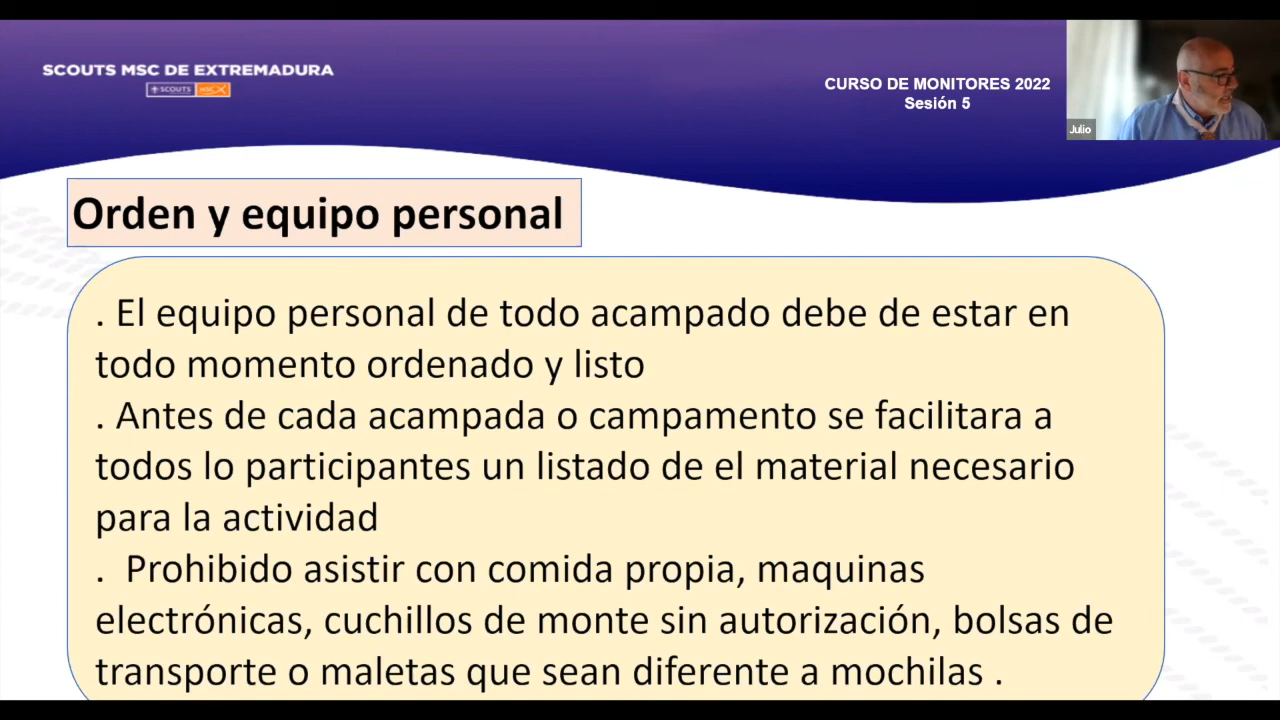 SCOUTS MSC DE EXTREMADURA
SCOUTS MSC
CURSO DE MONITORES 2022
Sesión 5
Julio
Orden y equipo personal
. El equipo personal de todo acampado debe de estar en
todo momento ordenado y listo
. Antes de cada acampada o campamento se facilitara a
todos lo participantes un listado de el material necesario
para la actividad
. Prohibido asistir con comida propia, maquinas
electrónicas, cuchillos de monte sin autorización, bolsas de
transporte o maletas que sean diferente a mochilas .